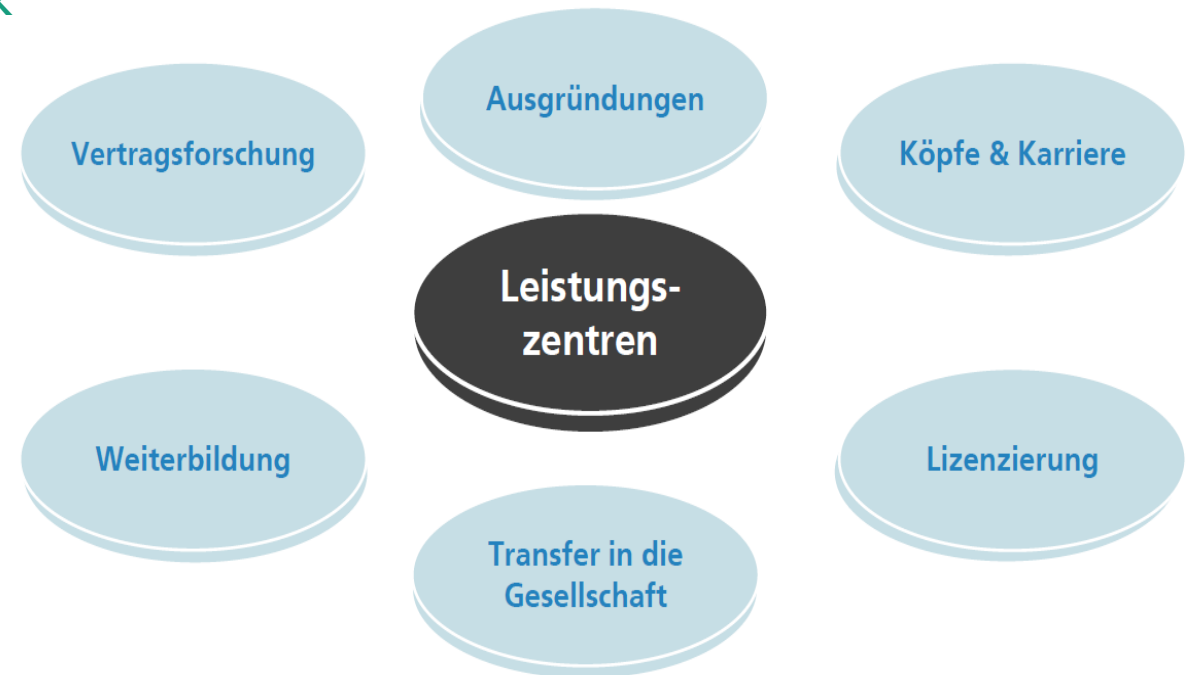 Ausgründungen
Vertragsforschung
Köpfe & Karriere
Leistungs-
zentren
Weiterbildung
Lizenzierung
Transfer in die
Gesellschaft